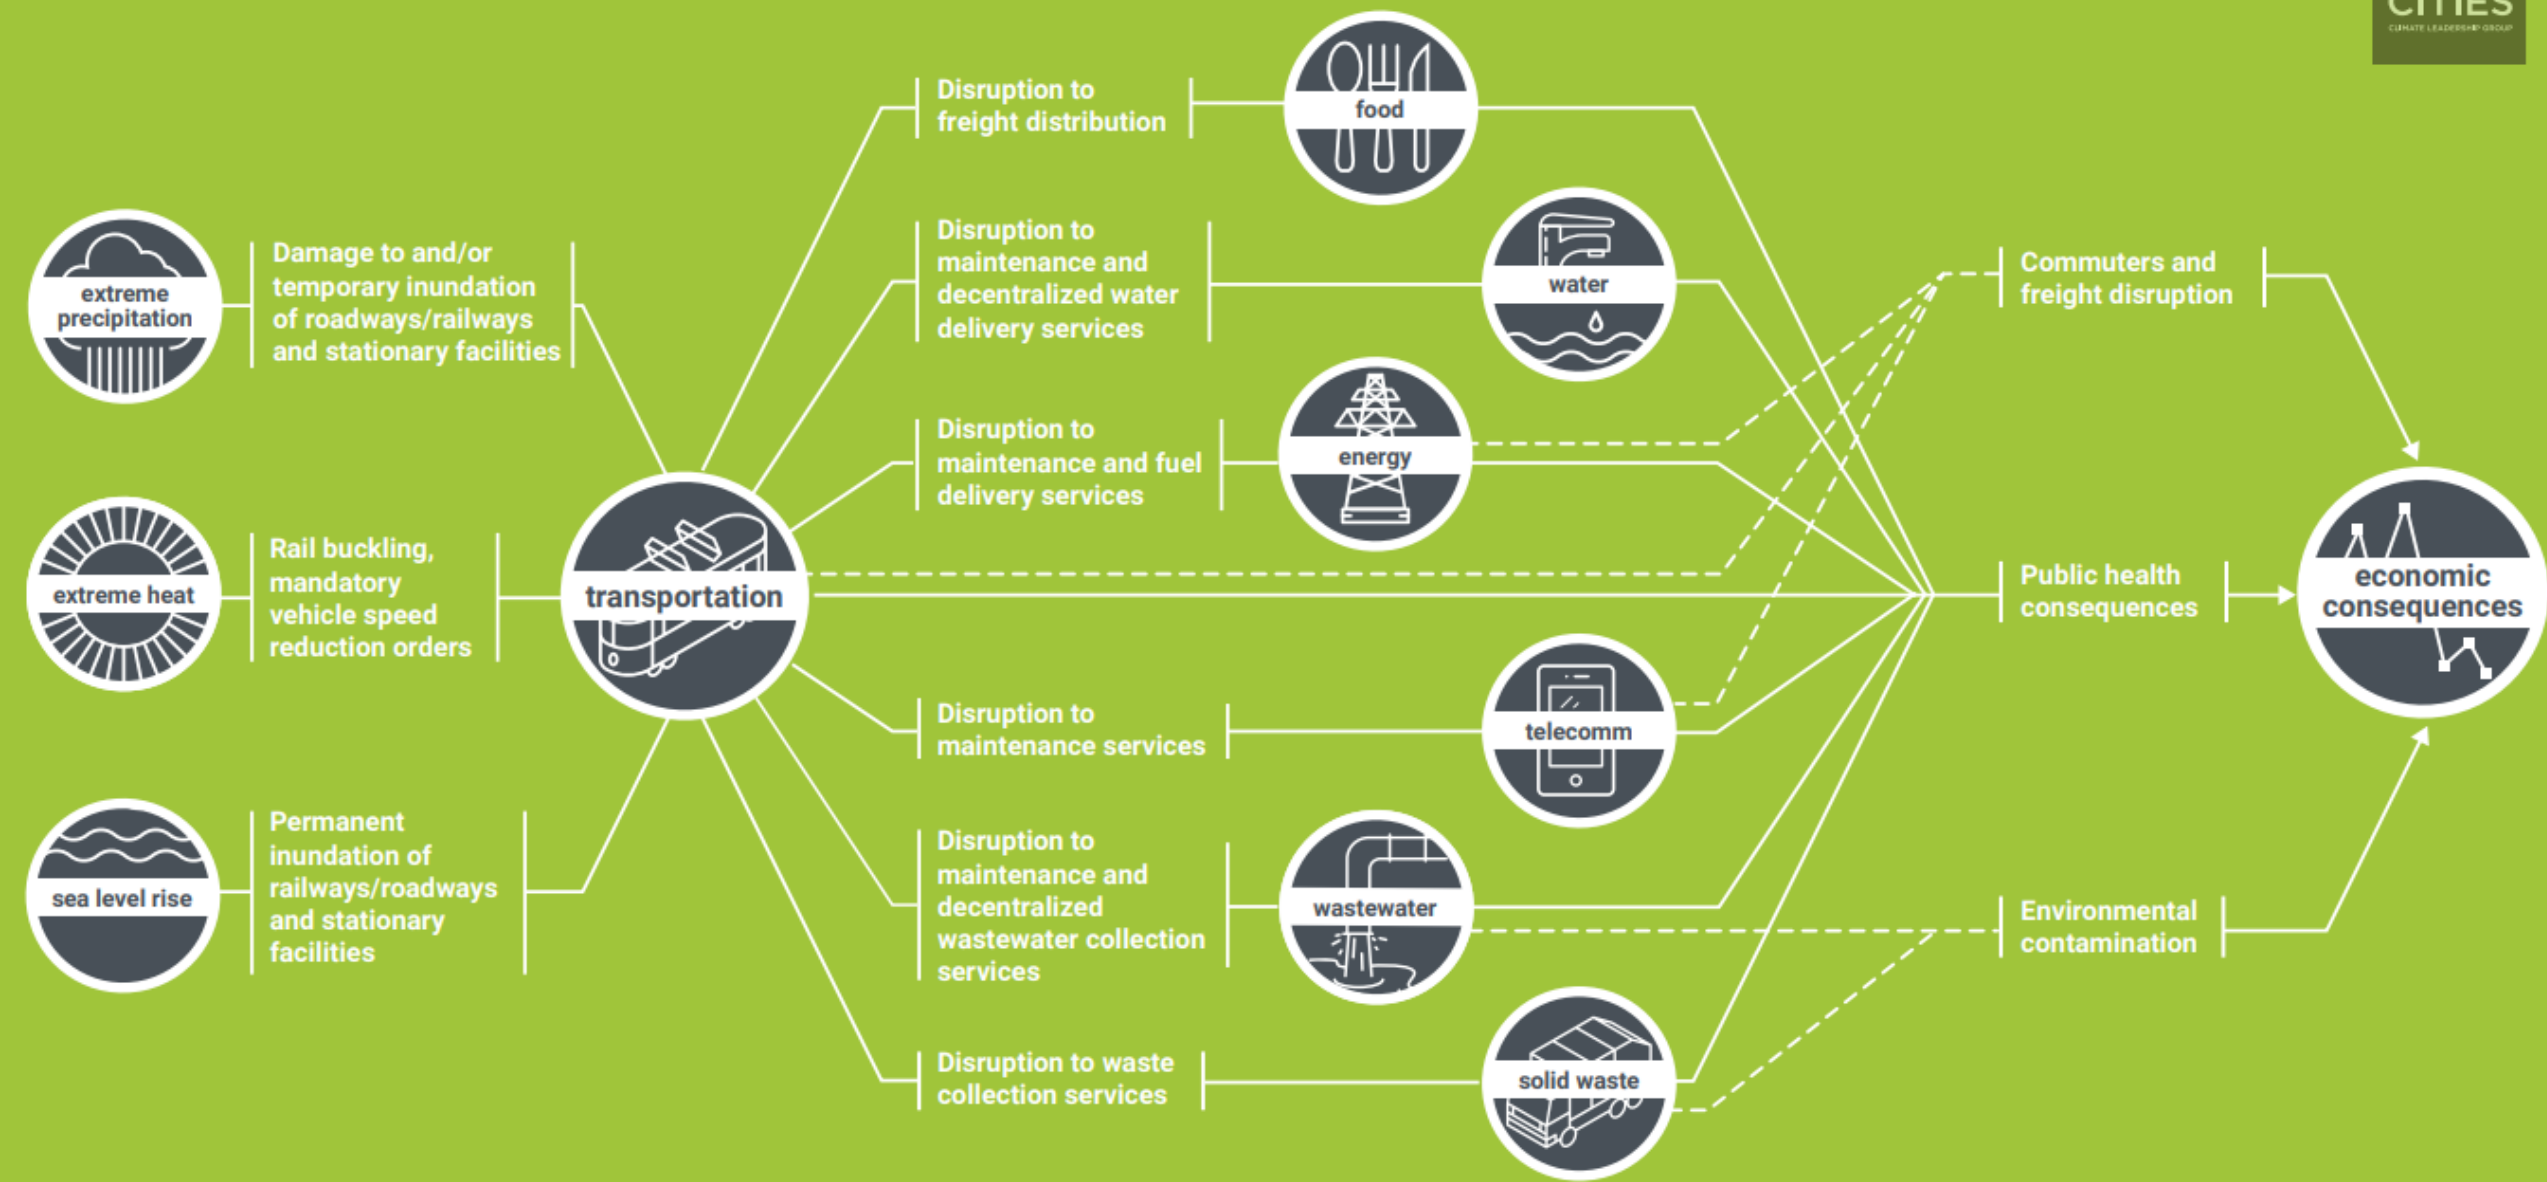 CITIES
CLIMATE LEADERSHIP GROUP
Disruption to
freight distribution
food
extreme
precipitation
Damage to and/or
temporary inundation
of roadways/railways
and stationary facilities
Disruption to
maintenance and
decentralized water
delivery services
water
Commuters and
freight disruption
Disruption to
maintenance and fuel
delivery services
energy
extreme heat
Rail buckling,
mandatory
vehicle speed
reduction orders
transportation
Public health
consequences
economic
consequences
Disruption to
maintenance services
telecomm
sea level rise
Permanent
inundation of
railways/roadways
and stationary
facilities
Disruption to
maintenance and
decentralized
wastewater collection
services
wastewater
Environmental
contamination
Disruption to waste
collection services
solid waste